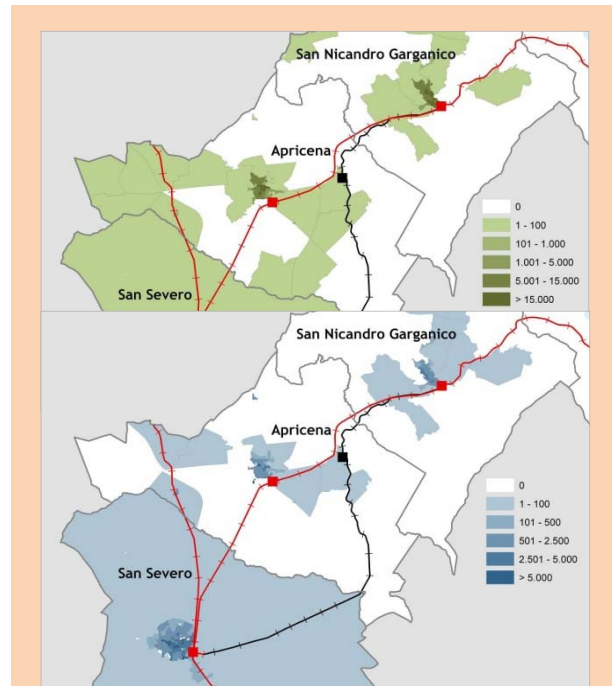 San Nicandro Garganico
Apricena
San Severo
0
1 - 100
101 - 1.000
1.001 - 5.000
5.001 - 15.000
> 15.000
San Nicandro Garganico
Apricena
San Severo
0
1 - 100
101 - 500
501 - 2.500
2.501 - 5.000
> 5.000